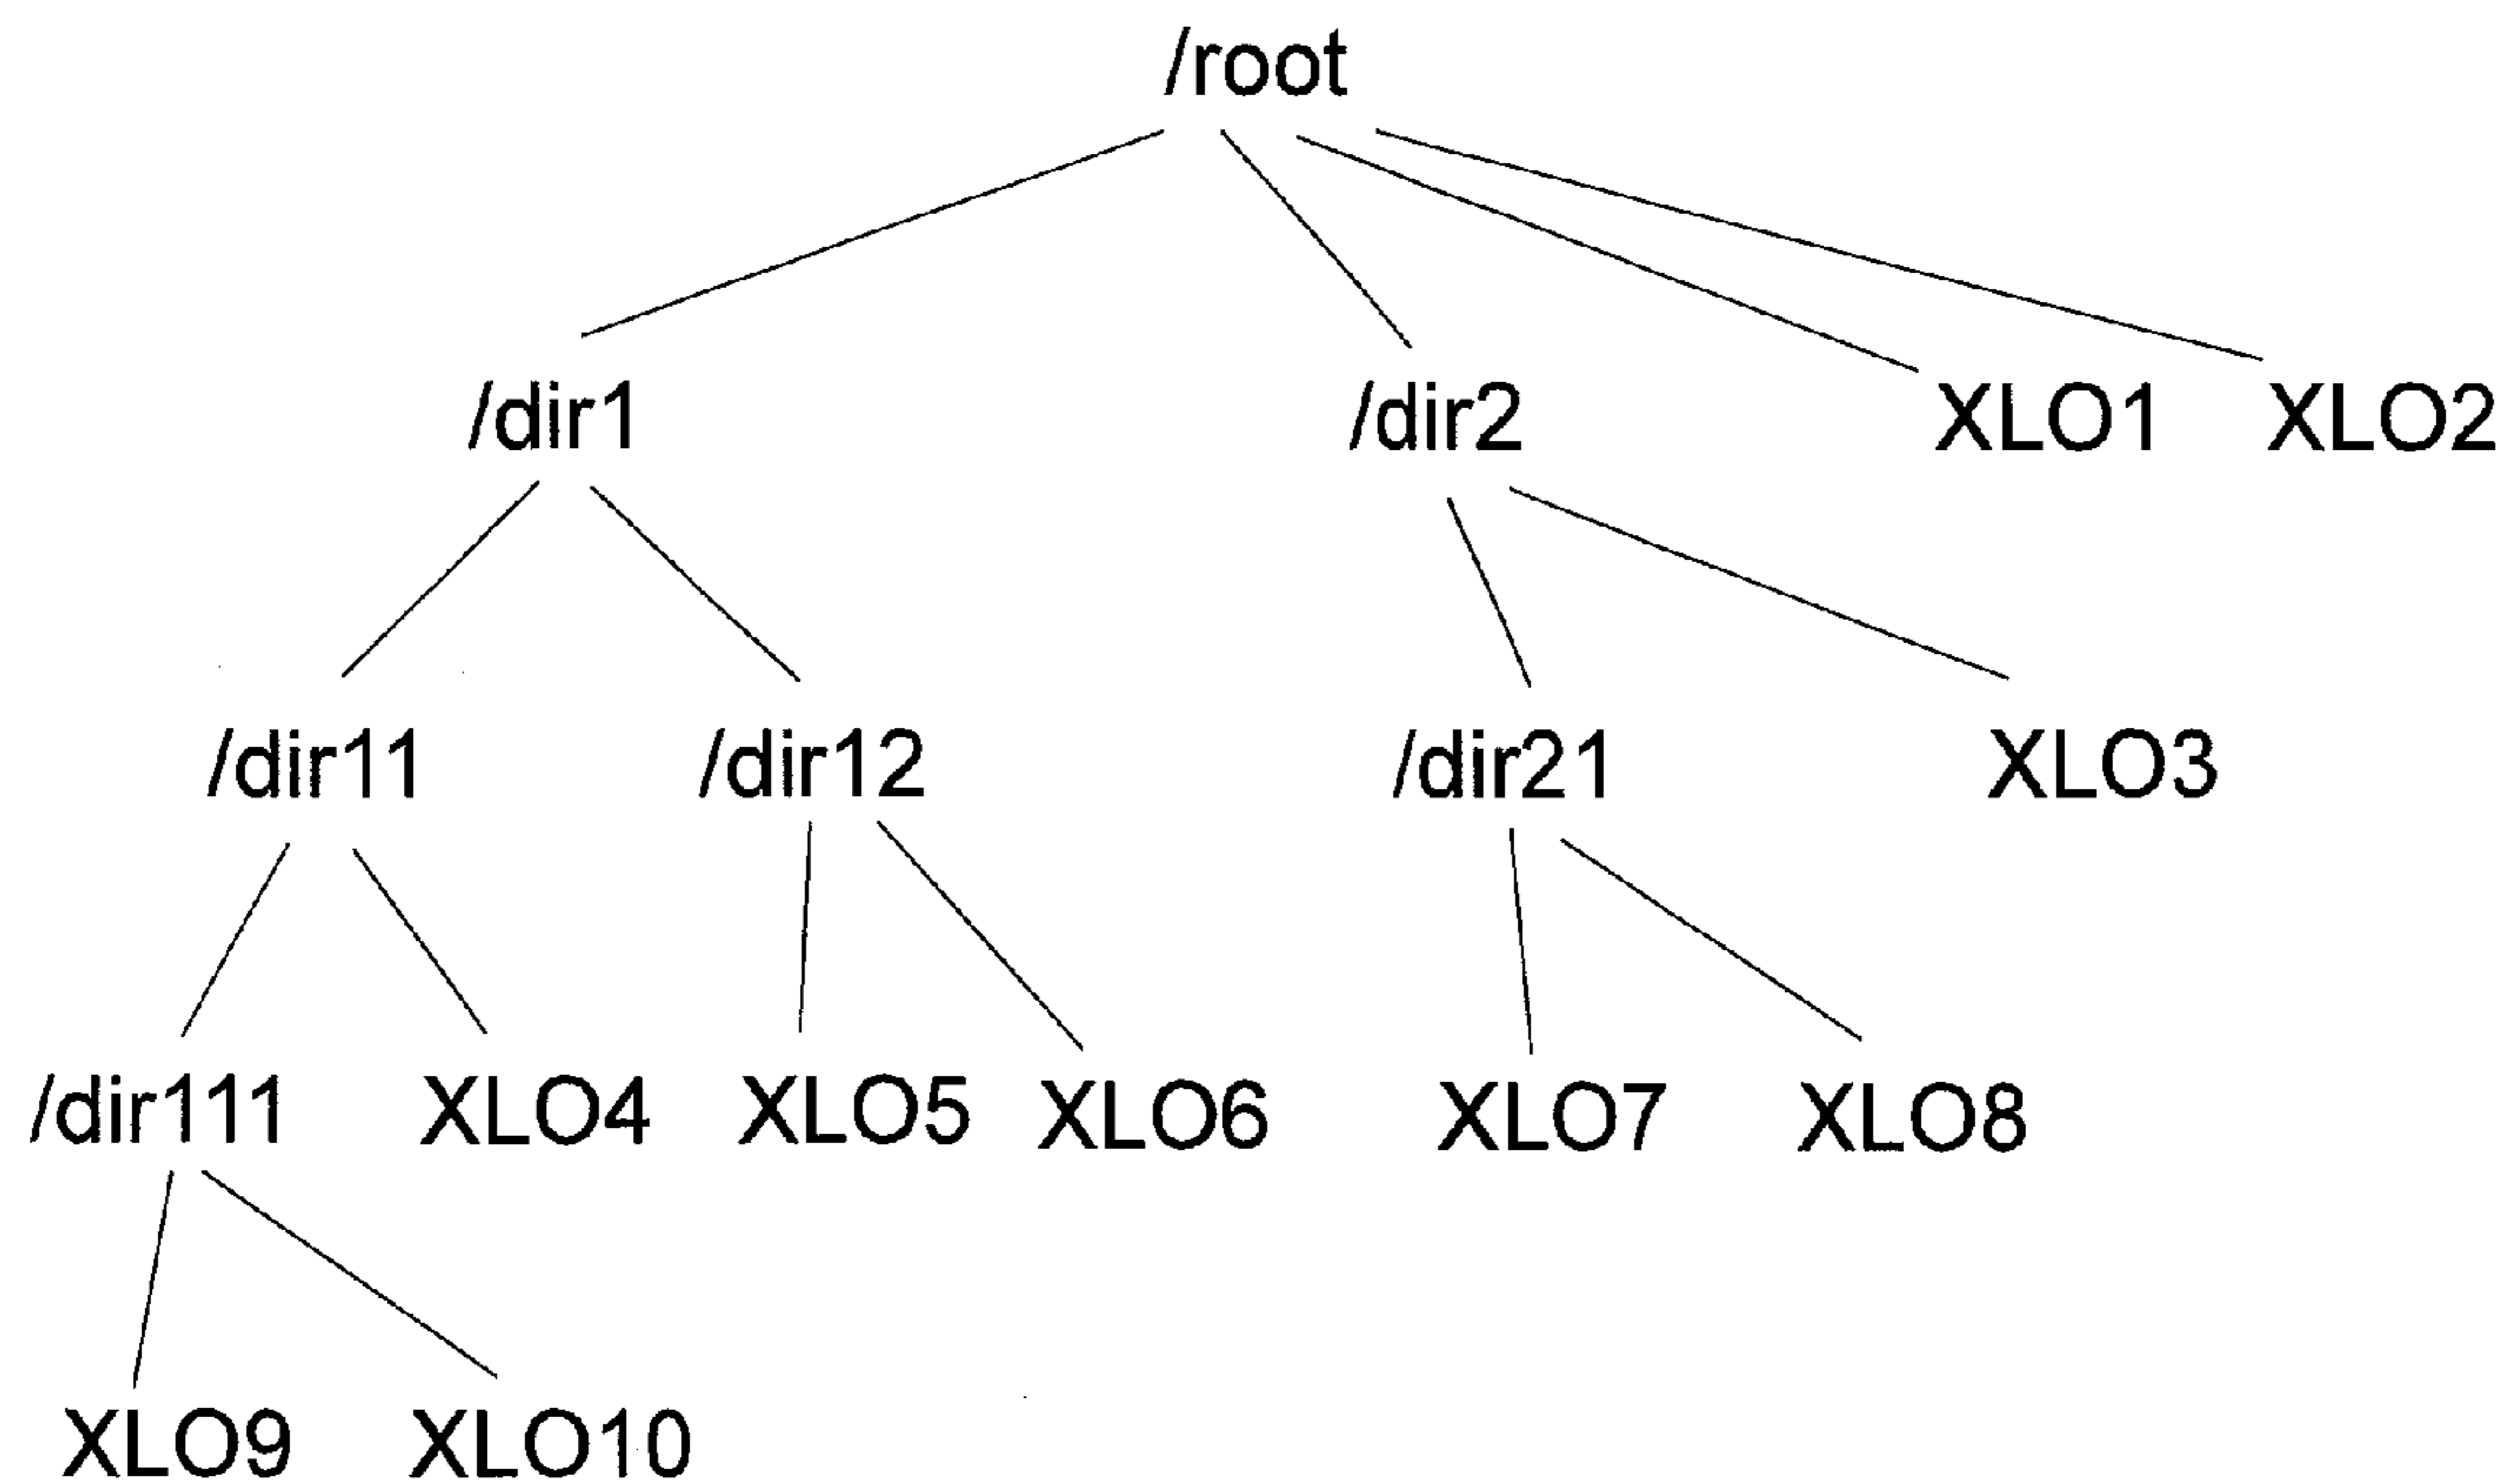 /root
/dir1 /dir2 XLO1 XLO2
/dir11 /dir12 /dir21 XLO3
/dir111 XLO4 XLO5 XLO6 XLO7 XLO8
XLO9 XLO10